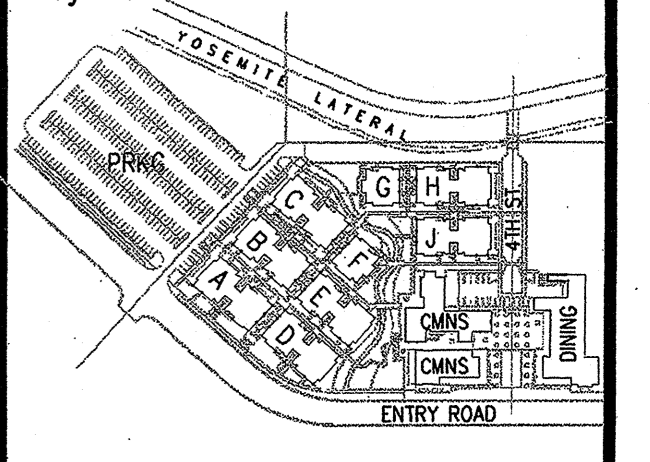 YOSEMITE LATERAL
PRKG
C
G
H
B
F
J
4TH ST.
A
E
D
CMNS
CMNS
DINING
ENTRY ROAD